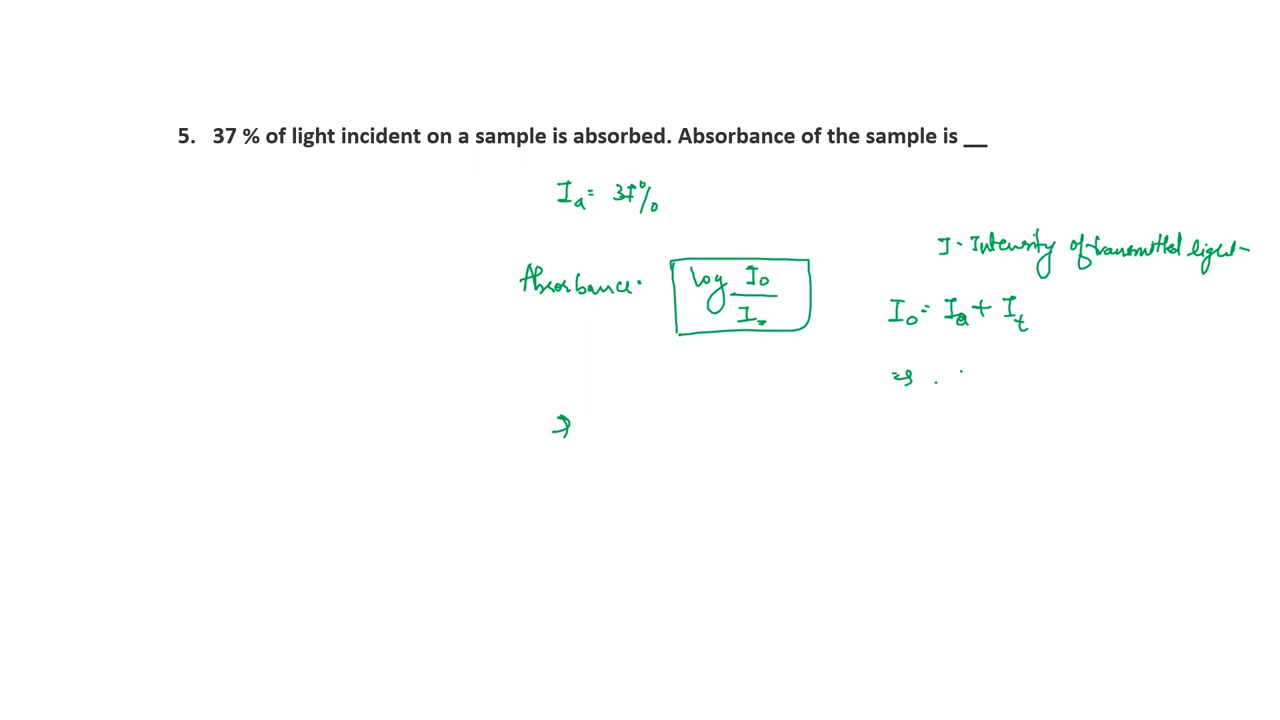 5. 37 % of light incident on a sample is absorbed. Absorbance of the sample is __
Ia = 37%
I - Intensity of transmitted light
Absorbance = log I0/I
I0 = Ia + It
⇒
⇒